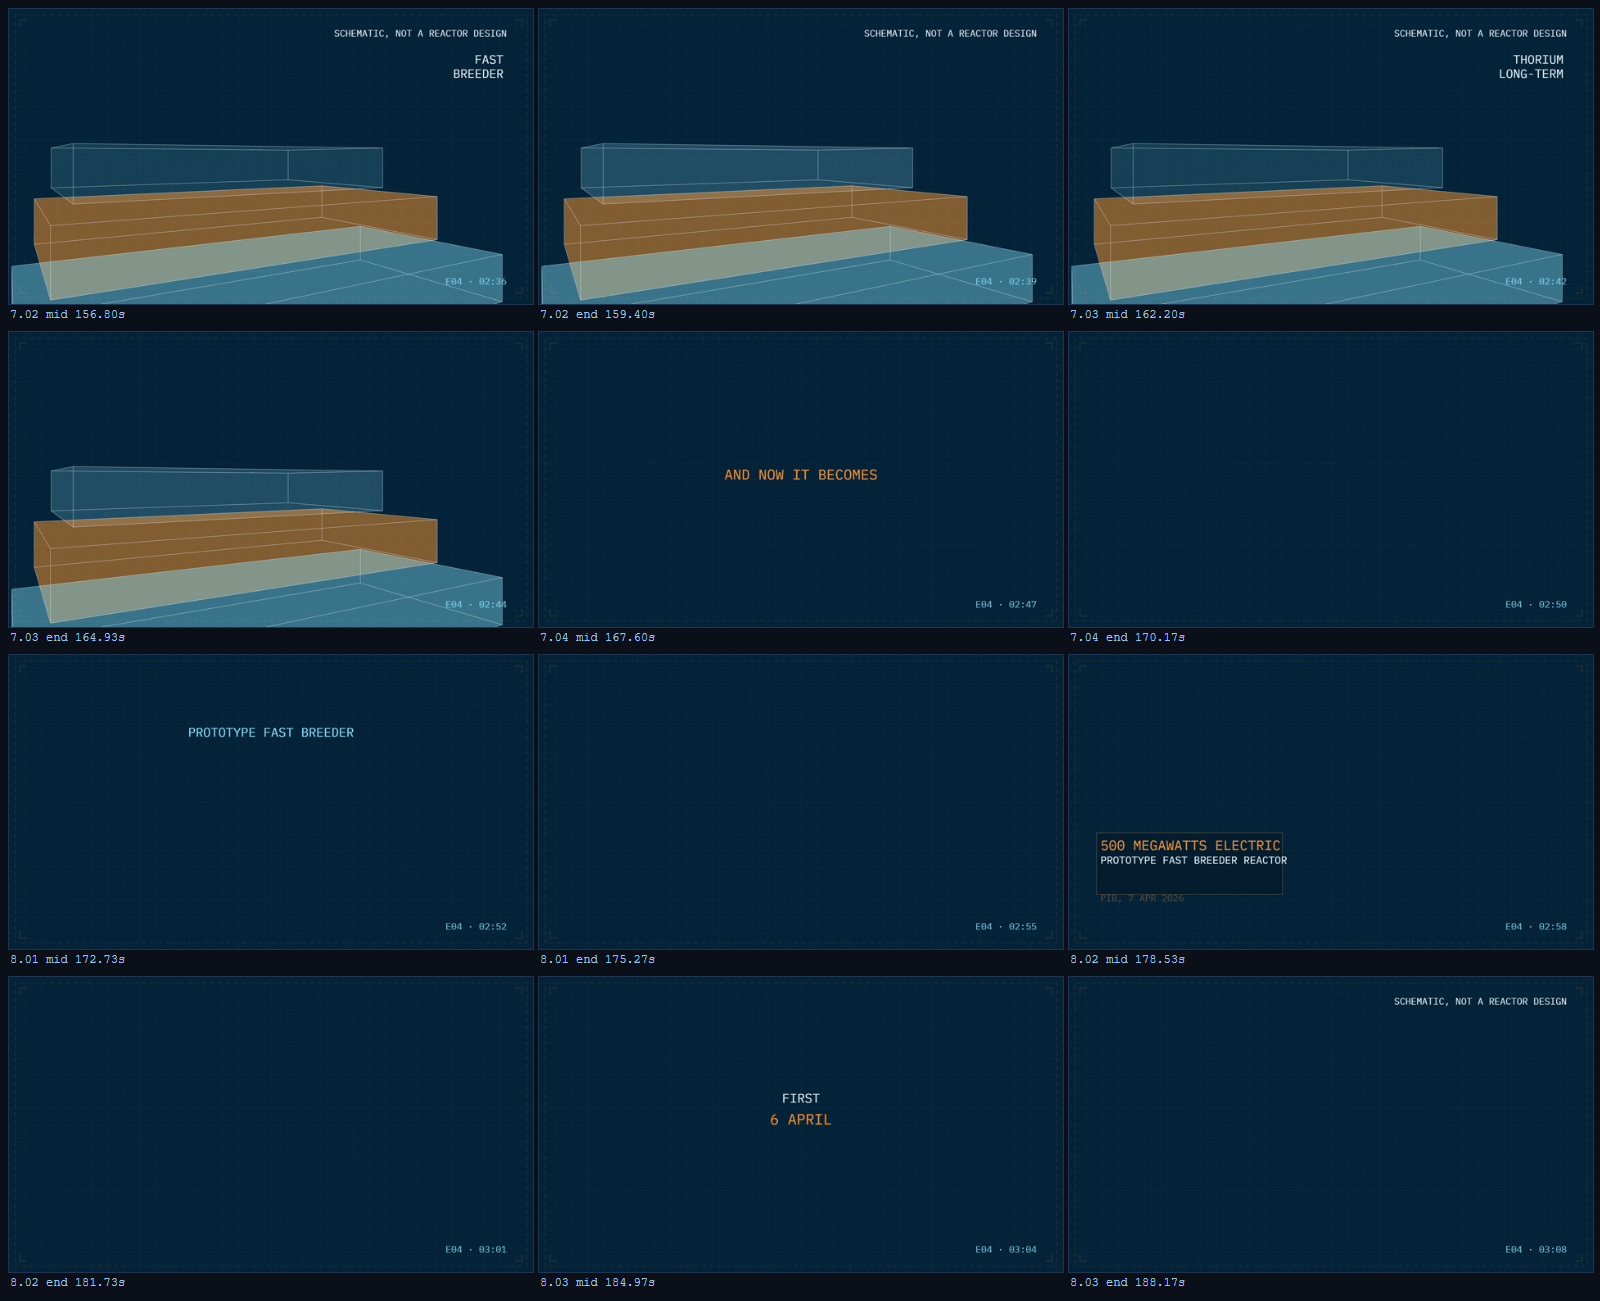 SCHEMATIC, NOT A REACTOR DESIGN
FAST
BREEDER
E04 · 02:36
7.02 mid 156.80s
SCHEMATIC, NOT A REACTOR DESIGN
E04 · 02:39
7.02 end 159.40s
SCHEMATIC, NOT A REACTOR DESIGN
THORIUM
LONG-TERM
E04 · 02:42
7.03 mid 162.20s
E04 · 02:44
7.03 end 164.93s
AND NOW IT BECOMES
E04 · 02:47
7.04 mid 167.60s
E04 · 02:50
7.04 end 170.17s
PROTOTYPE FAST BREEDER
E04 · 02:52
8.01 mid 172.73s
E04 · 02:55
8.01 end 175.27s
500 MEGAWATTS ELECTRIC
PROTOTYPE FAST BREEDER REACTOR
PIB, 7 APR 2026
E04 · 02:58
8.02 mid 178.53s
E04 · 03:01
8.02 end 181.73s
FIRST
6 APRIL
E04 · 03:04
8.03 mid 184.97s
SCHEMATIC, NOT A REACTOR DESIGN
E04 · 03:08
8.03 end 188.17s